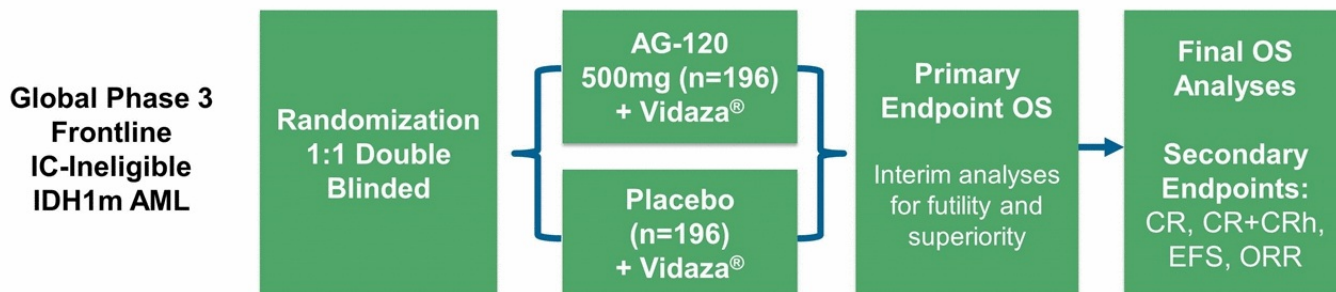 Global Phase 3
Frontline
IC-Ineligible
IDH1m AML
Randomization
1:1 Double
Blinded
AG-120
500mg (n=196)
+ Vidaza®
Placebo
(n=196)
+ Vidaza®
Primary
Endpoint OS
Interim analyses
for futility and
superiority
Final OS
Analyses
Secondary
Endpoints:
CR, CR+CRh,
EFS, ORR